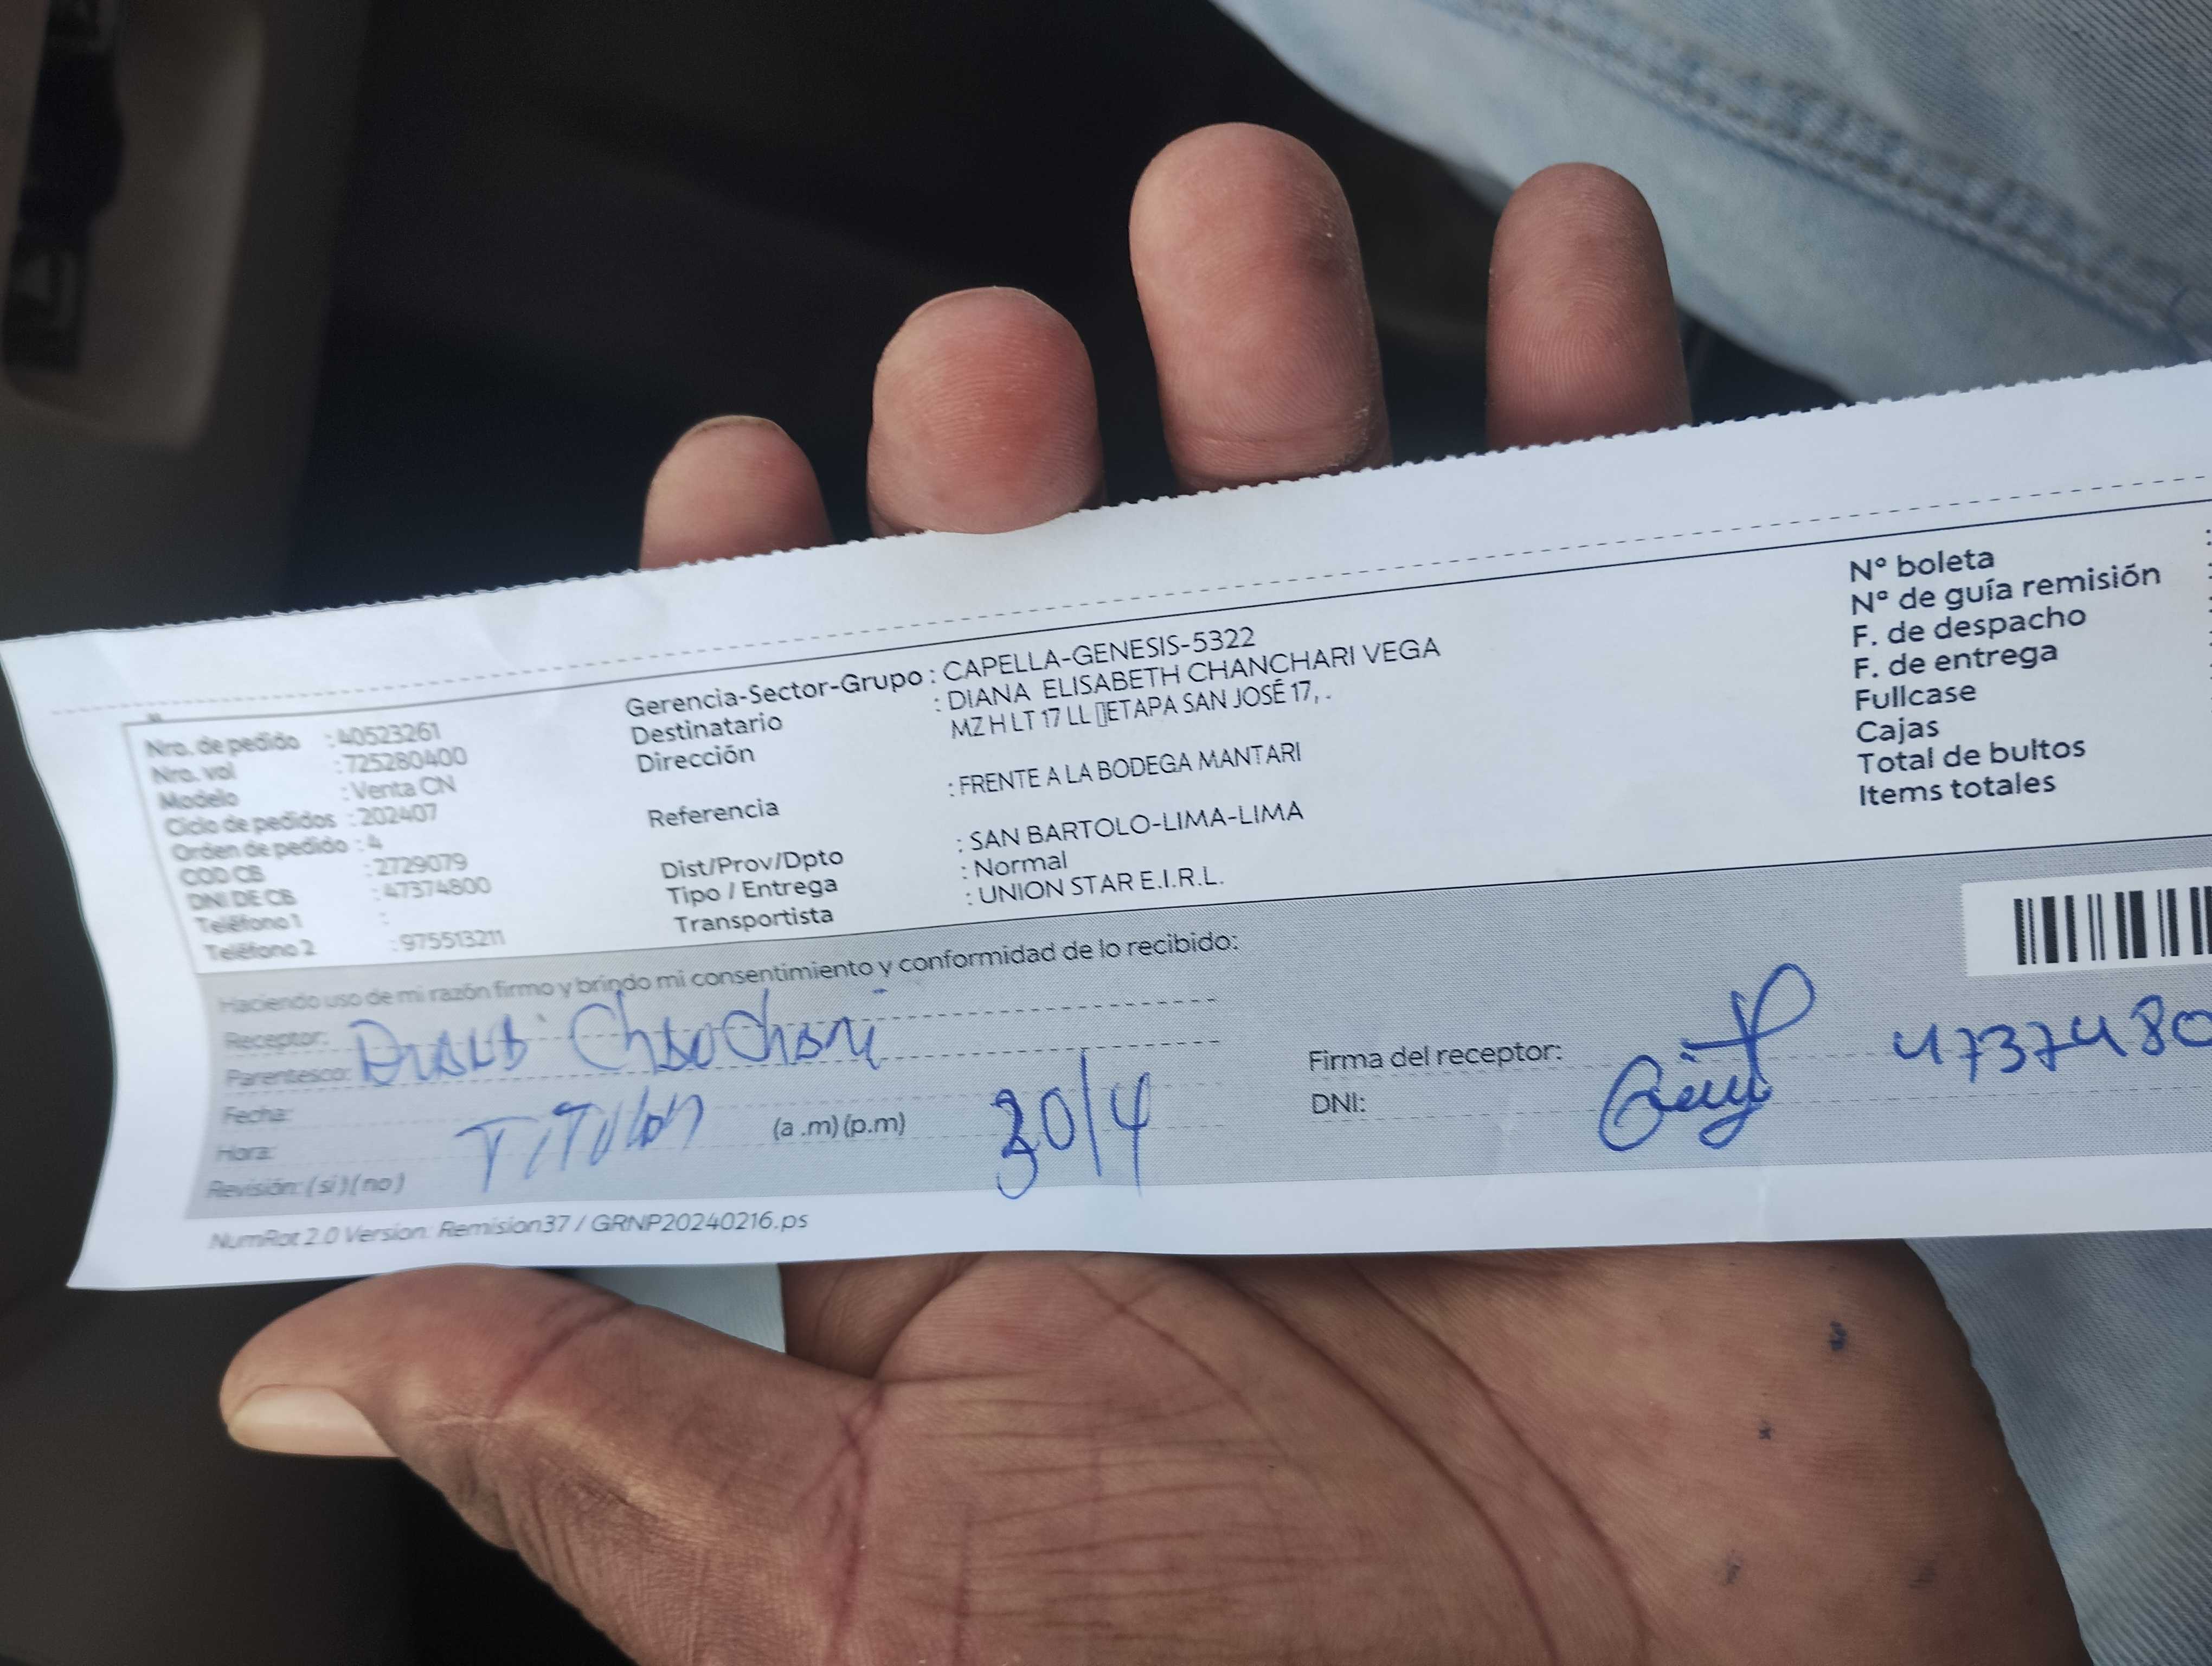 Nro. de pedido : 40523261
Nro. val : 725280400
Modelo : Venta CN
Ciclo de pedidos : 202407
Orden de pedido : 4
COD CB : 2729079
DNI DE CB : 47374800
Teléfono 1 :
Teléfono 2 : 975513211
Gerencia-Sector-Grupo : CAPELLA-GENESIS-5322
Destinatario : DIANA ELISABETH CHANCHARI VEGA
Dirección MZ H LT 17 LL ▯ETAPA SAN JOSÉ 17, .
Referencia : FRENTE A LA BODEGA MANTARI
Dist/Prov/Dpto : SAN BARTOLO-LIMA-LIMA
Tipo / Entrega : Normal
Transportista : UNION STAR E.I.R.L.
N° boleta :
N° de guía remisión :
F. de despacho :
F. de entrega :
Fullcase
Cajas
Total de bultos
Items totales
Haciendo uso de mi razón firmo y brindo mi consentimiento y conformidad de lo recibido:
Receptor:
Parentesco: Chanchari
Fecha:
Hora: (a .m) (p.m) 30/4
Revisión: ( si ) ( no )
Firma del receptor: 4737480
DNI:
NumRot 2.0 Version: Remision37 / GRNP20240216.ps